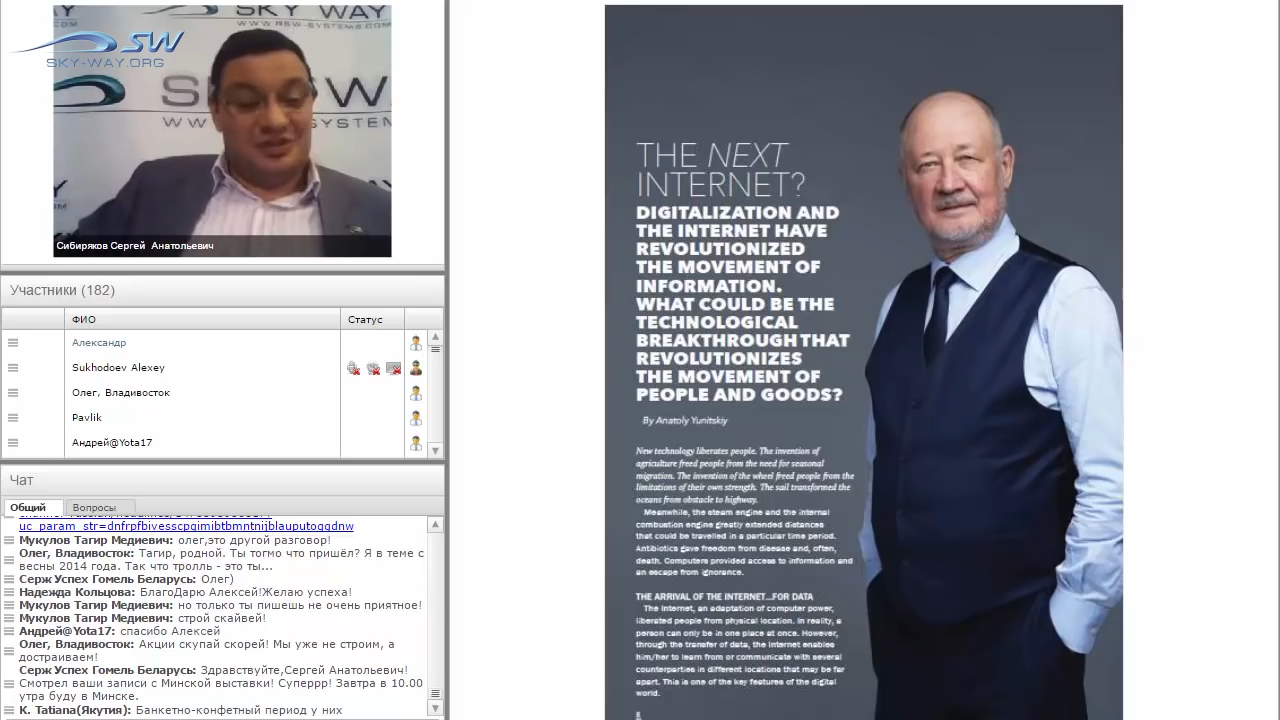 SKY WAY
WWW.RSW-SYSTEMS.COM
SW
SKY-WAY.ORG
Сибиряков Сергей Анатольевич
Участники (182)
ФИО
Статус
Александр
Sukhodoev Alexey
Олег, Владивосток
Pavlik
Андрей@Yota17
Чат
Общий
Вопросы
Мукулов Тагир Медиевич: олег,это другой разговор!
Олег, Владивосток: Тагир, родной. Ты тогмо что пришёл? Я в теме с
мая 2014 года. Так что тролль - это ты...
Серж Успех Гомель Беларусь: Олег)
Надежда Кольцова: БлагоДарю Алексей!Желаю успеха!
Мукулов Тагир Медиевич: но только ты пишешь не очень приятное!
Мукулов Тагир Медиевич: строй скайвей!
Андрей@Yota17: спасибо Алексей
Олег, Владивосток: Акции скупай скорей! Мы уже не строим, а
достраиваем!
Серж Успех Гомель Беларусь: Здравствуйте,Сергей Анатольевич!
Смотрел новости с Минской выставки! Суперрр! Завтра в 10.00
утра буду в Минске.
К. Tatiana(Якутия): Банкетно-конфетный период у них
THE NEXT
INTERNET?
DIGITALIZATION AND
THE INTERNET HAVE
REVOLUTIONIZED
THE MOVEMENT OF
INFORMATION.
WHAT COULD BE THE
TECHNOLOGICAL
BREAKTHROUGH THAT
REVOLUTIONIZES
THE MOVEMENT OF
PEOPLE AND GOODS?
By Anatoly Yunitskiy
New technology liberates people. The invention of
agriculture freed people from the need for seasonal
migration. The invention of the wheel freed people from the
limitations of their own strength. The sail transformed the
oceans from obstacle to highway.
Meanwhile, the steam engine and the internal
combustion engine greatly extended distances
that could be travelled in a particular time period.
Antibiotics gave freedom from disease and, often,
death. Computers provided access to information and
an escape from ignorance.
THE ARRIVAL OF THE INTERNET...FOR DATA
The Internet, an adaptation of computer power,
liberated people from physical location. In reality, a
person can only be in one place at once. However,
through the transfer of data, the Internet enables
him/her to learn from or communicate with several
counterparties in different locations that may be far
apart. This is one of the key features of the digital
world.